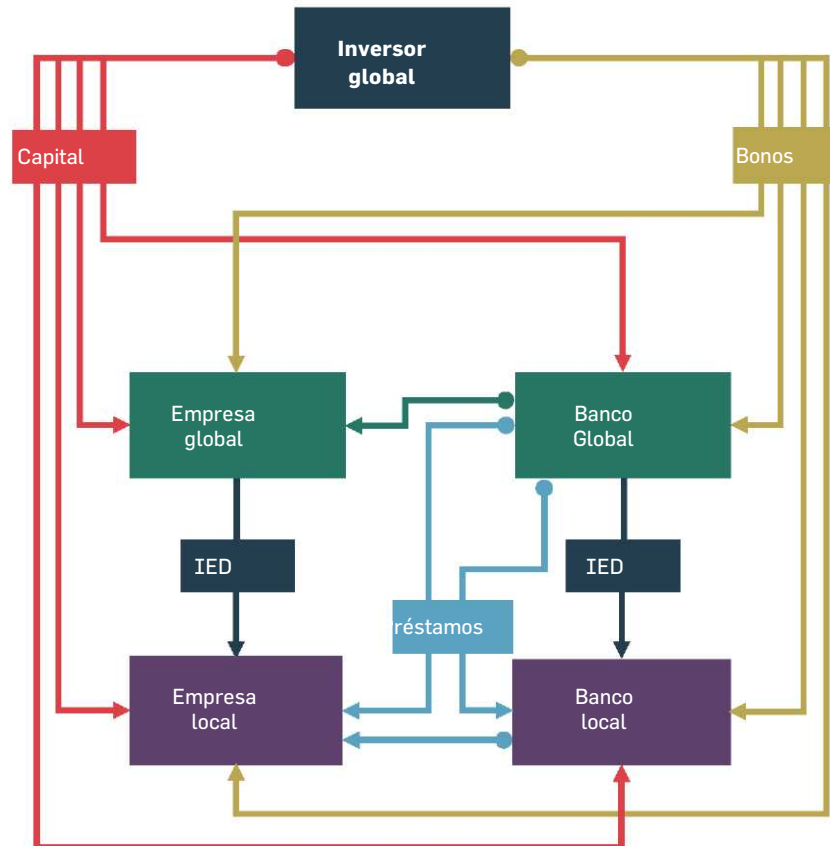 Inversor
global
Capital
Bonos
Empresa
global
Banco
Global
IED
IED
réstamos
Empresa
local
Banco
local